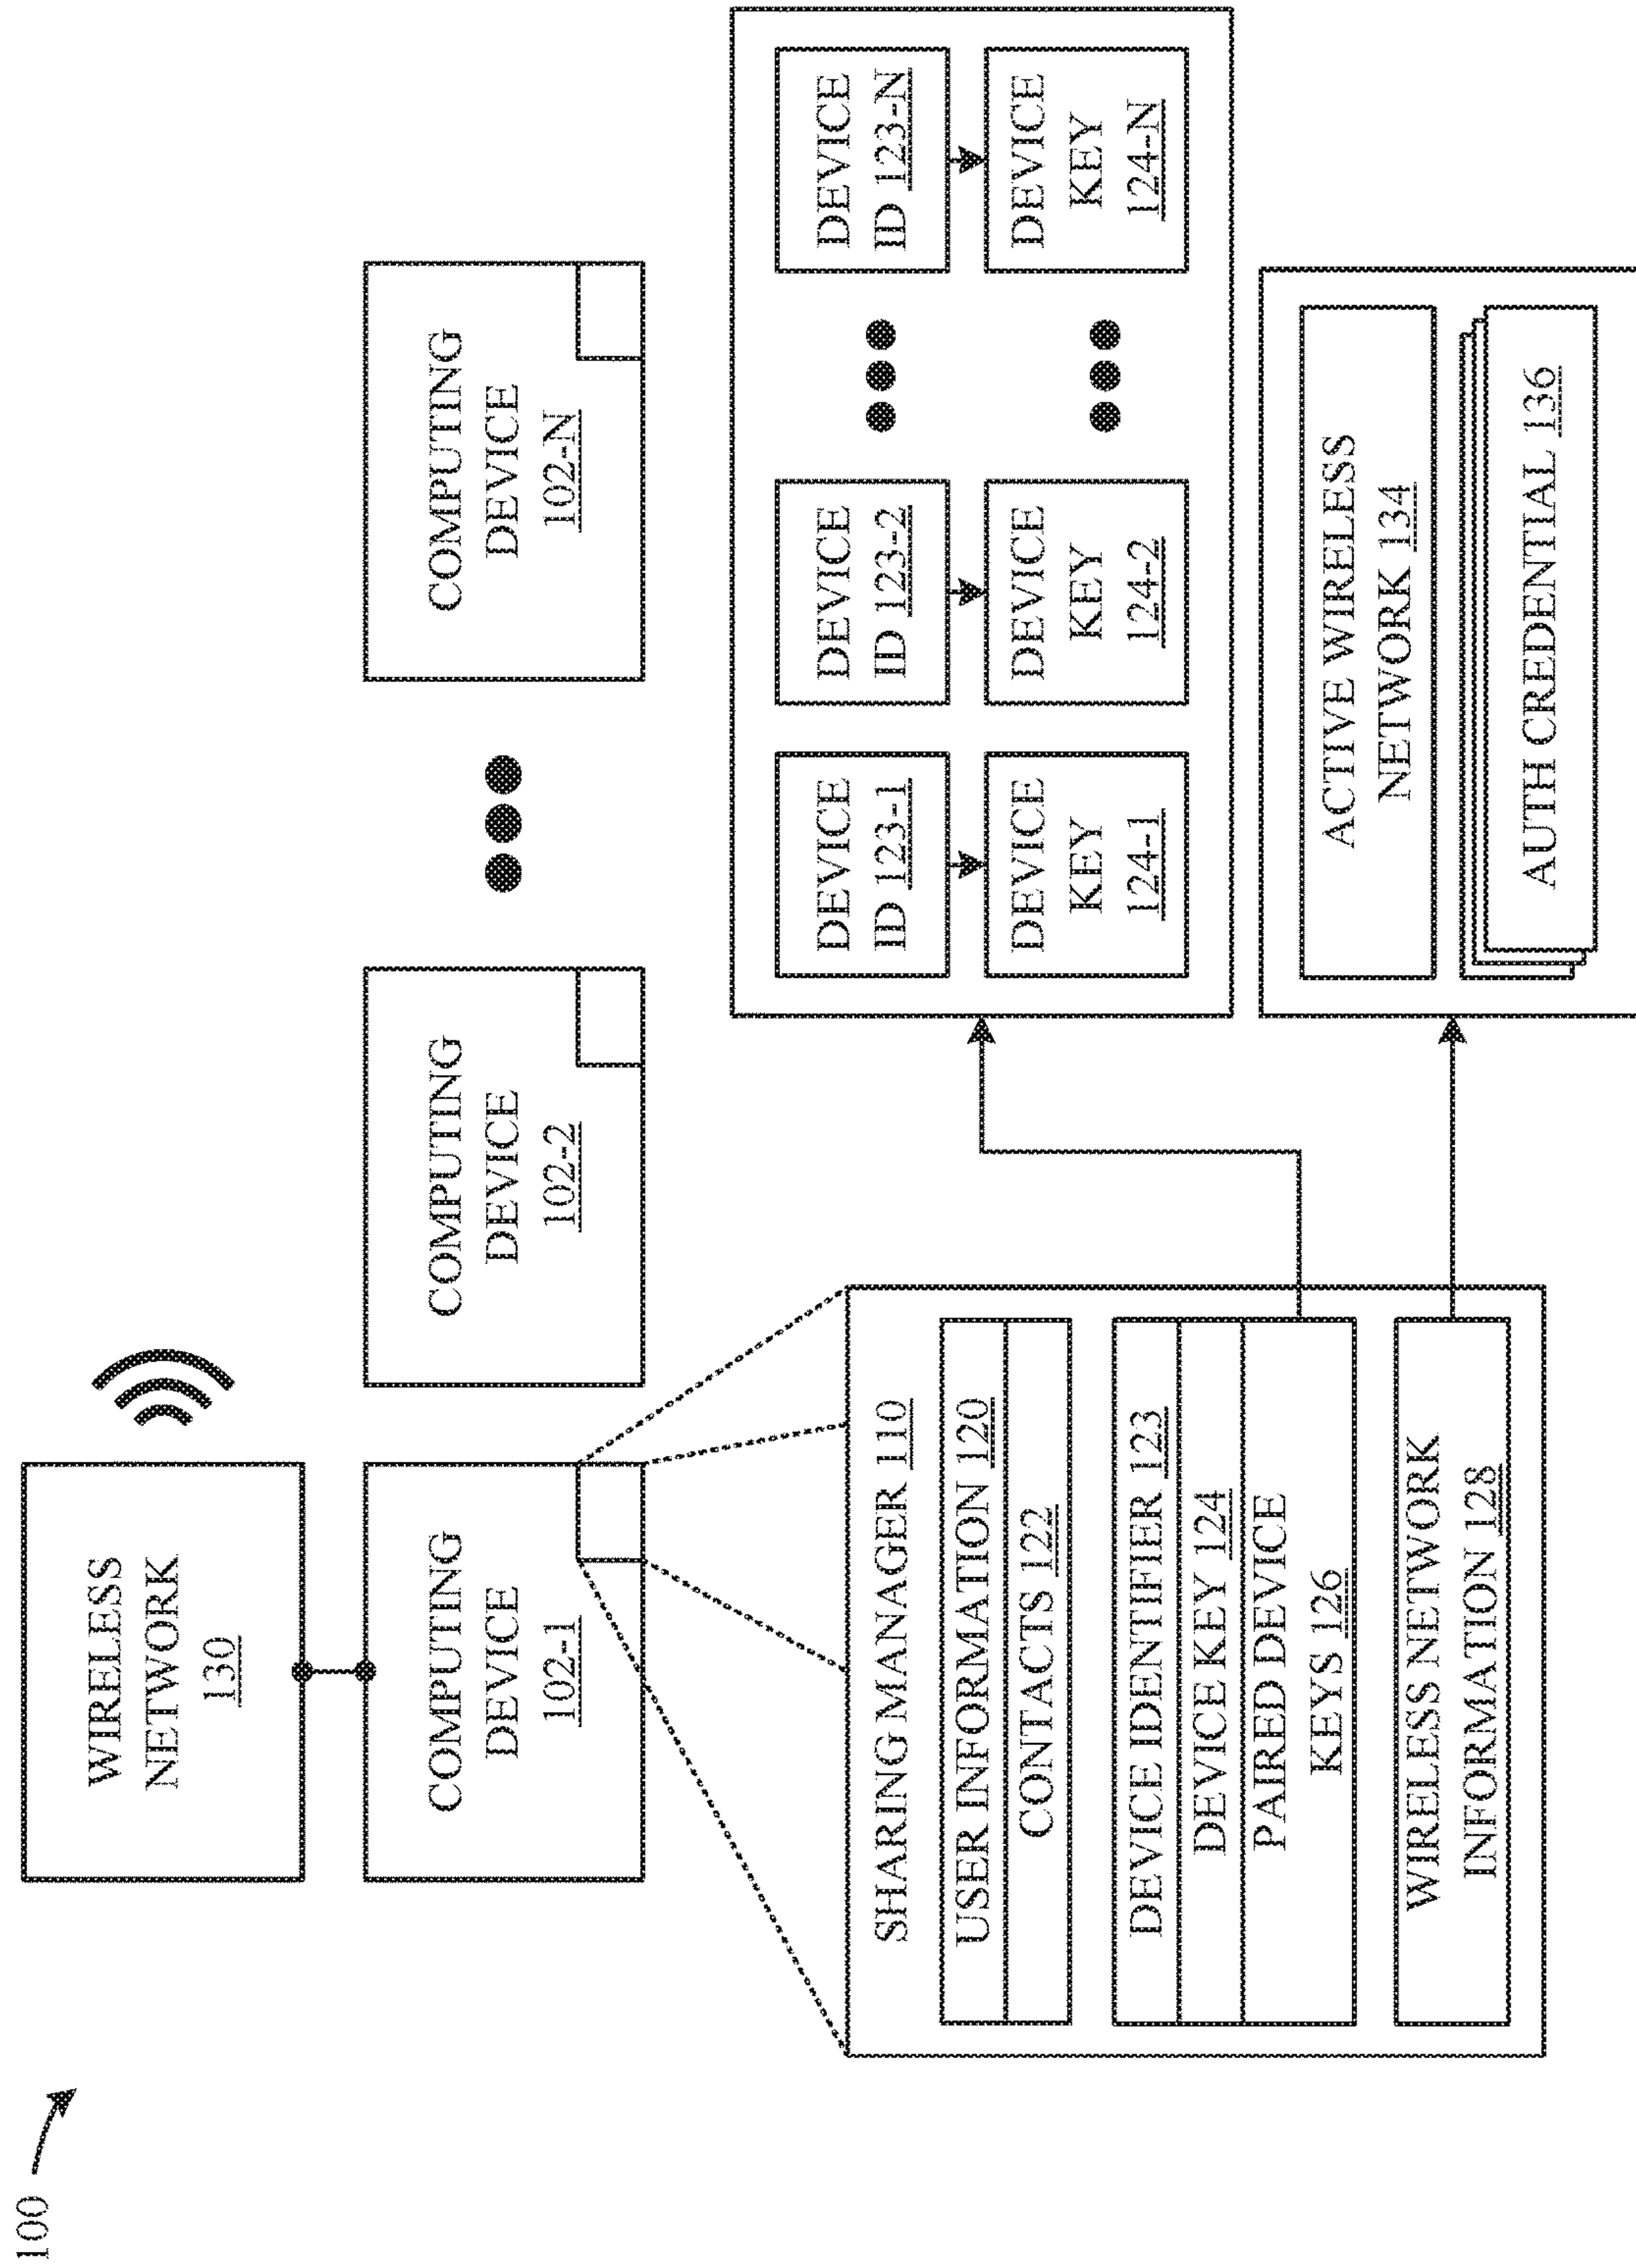 100
WIRELESS
NETWORK
130
COMPUTING
DEVICE
102-1
COMPUTING
DEVICE
102-2
COMPUTING
DEVICE
102-N
SHARING MANAGER 110
USER INFORMATION 120
CONTACTS 122
DEVICE IDENTIFIER 123
DEVICE KEY 124
PAIRED DEVICE
KEYS 126
WIRELESS NETWORK
INFORMATION 128
DEVICE
ID 123-1
DEVICE
KEY
124-1
DEVICE
ID 123-2
DEVICE
KEY
124-2
DEVICE
ID 123-N
DEVICE
KEY
124-N
ACTIVE WIRELESS
NETWORK 134
AUTH CREDENTIAL 136